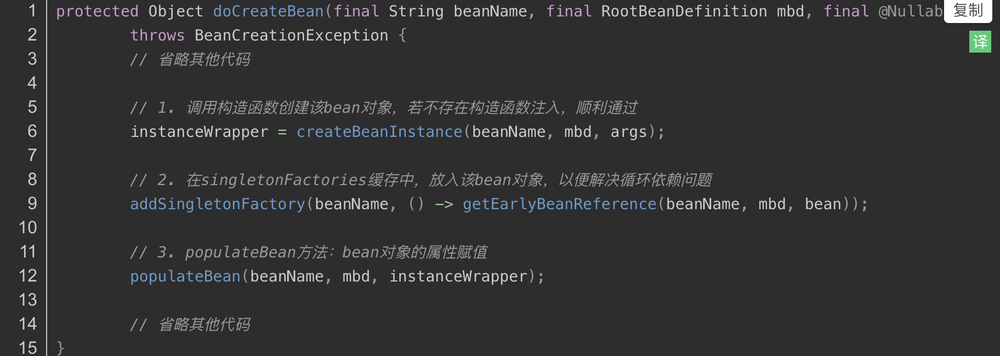 1 protected Object doCreateBean(final String beanName, final RootBeanDefinition mbd, final @Nullab 复制
2 throws BeanCreationException {
译
3 // 省略其他代码
4
5 // 1. 调用构造函数创建该bean对象，若不存在构造函数注入，顺利通过
6 instanceWrapper = createBeanInstance(beanName, mbd, args);
7
8 // 2. 在singletonFactories缓存中，放入该bean对象，以便解决循环依赖问题
9 addSingletonFactory(beanName, () -> getEarlyBeanReference(beanName, mbd, bean));
10
11 // 3. populateBean方法：bean对象的属性赋值
12 populateBean(beanName, mbd, instanceWrapper);
13
14 // 省略其他代码
15 }